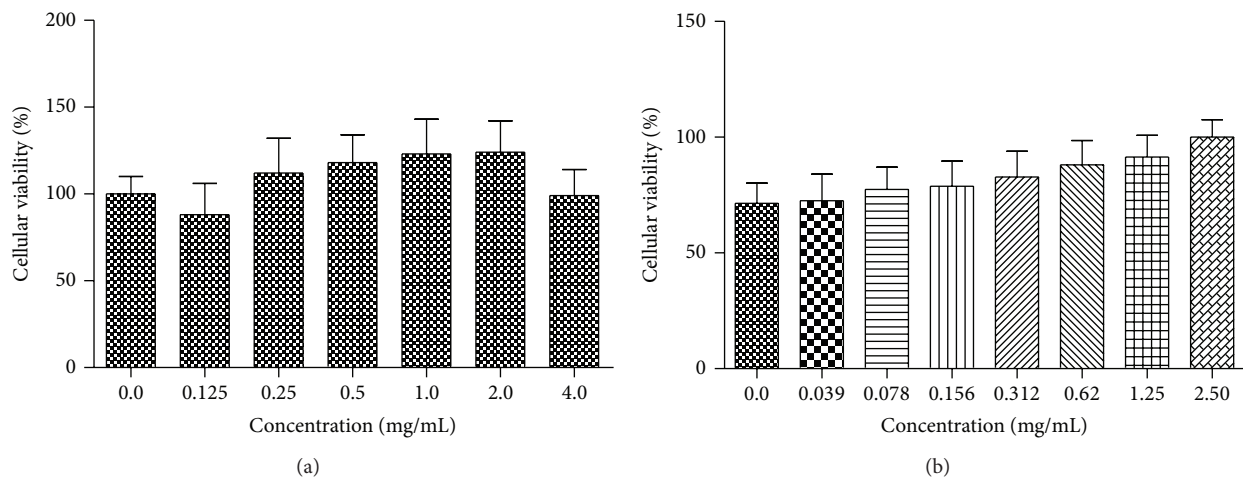 200
150
100
50
0
Cellular viability (%)
0.0 0.125 0.25 0.5 1.0 2.0 4.0
Concentration (mg/mL)
(a)
150
100
50
0
Cellular viability (%)
0.0 0.039 0.078 0.156 0.312 0.62 1.25 2.50
Concentration (mg/mL)
(b)